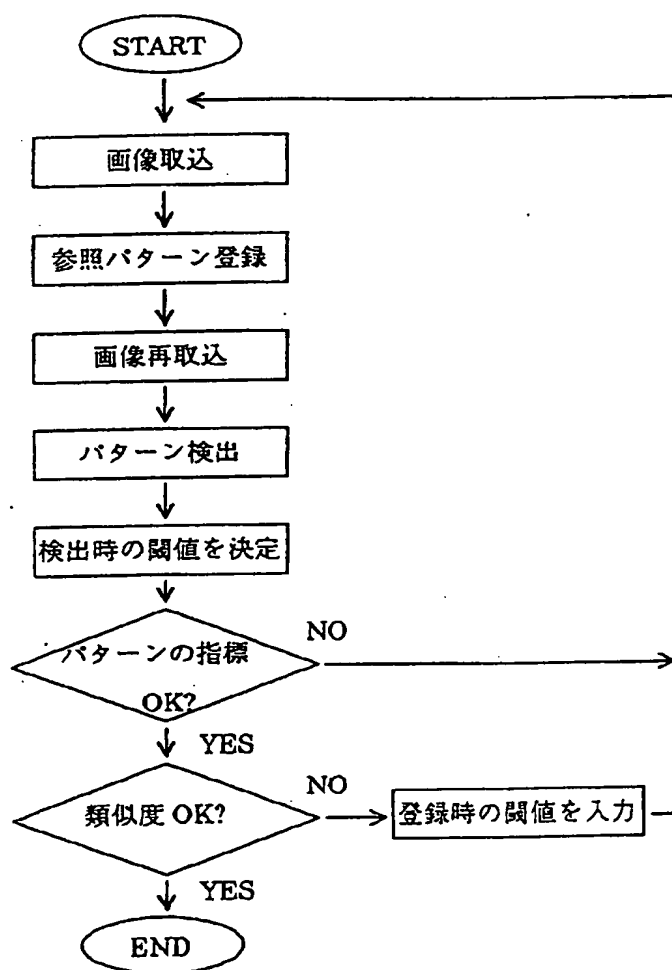 START
画像取込
参照パターン登録
画像再取込
パターン検出
検出時の閾値を決定
パターンの指標
OK?
NO
YES
類似度 OK?
NO
登録時の閾値を入力
YES
END